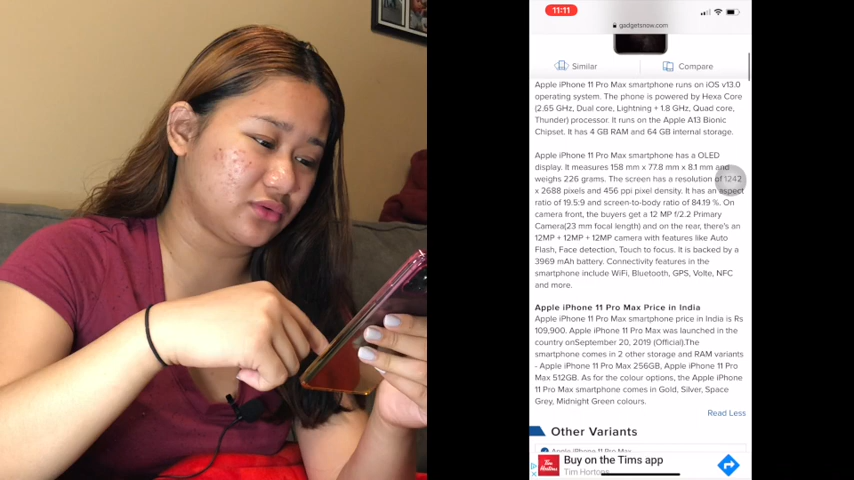 11:11
gadgetsnow.com
Similar
Compare
Apple iPhone 11 Pro Max smartphone runs on iOS v13.0
operating system. The phone is powered by Hexa Core
(2.65 GHz, Dual core, Lightning + 1.8 GHz, Quad core,
Thunder) processor. It runs on the Apple A13 Bionic
Chipset. It has 4 GB RAM and 64 GB internal storage.
Apple iPhone 11 Pro Max smartphone has a OLED
display. It measures 158 mm x 77.8 mm x 8.1 mm and
weighs 226 grams. The screen has a resolution of 1242
x 2688 pixels and 456 ppi pixel density. It has an aspect
ratio of 19.5:9 and screen-to-body ratio of 84.19 %. On
camera front, the buyers get a 12 MP f/2.2 Primary
Camera(23 mm focal length) and on the rear, there's an
12MP + 12MP + 12MP camera with features like Auto
Flash, Face detection, Touch to focus. It is backed by a
3969 mAh battery. Connectivity features in the
smartphone include WiFi, Bluetooth, GPS, Volte, NFC
and more.
Apple iPhone 11 Pro Max Price in India
Apple iPhone 11 Pro Max smartphone price in India is Rs
109,900. Apple iPhone 11 Pro Max was launched in the
country onSeptember 20, 2019 (Official).The
smartphone comes in 2 other storage and RAM variants
- Apple iPhone 11 Pro Max 256GB, Apple iPhone 11 Pro
Max 512GB. As for the colour options, the Apple iPhone
11 Pro Max smartphone comes in Gold, Silver, Space
Grey, Midnight Green colours.
Read Less
Other Variants
Apple iPhone 11 Pro Max
Buy on the Tims app
Tim Hortons